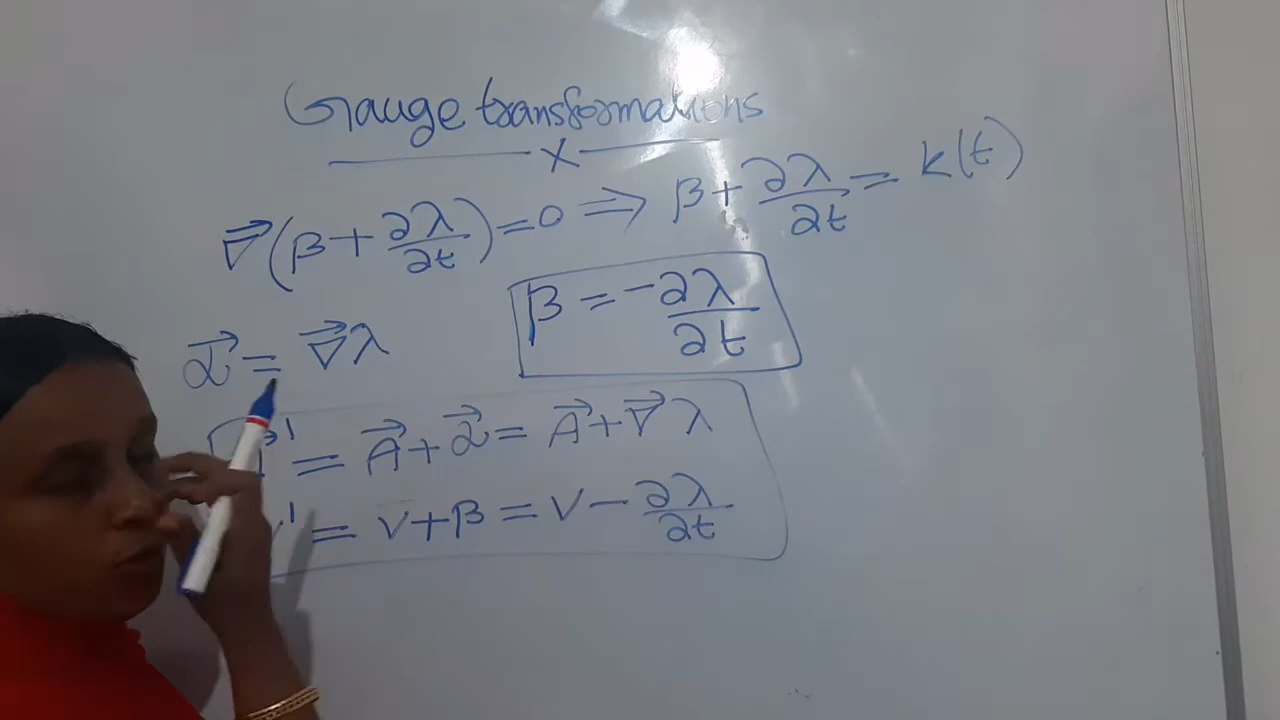 Gauge transformations
x
∇⃗(β + ∂λ/∂t) = 0 ⟹ β + ∂λ/∂t = k(t)
β = -∂λ/∂t
α⃗ = ∇⃗λ
' = A⃗ + α⃗ = A⃗ + ∇⃗λ
' = V + β = V - ∂λ/∂t